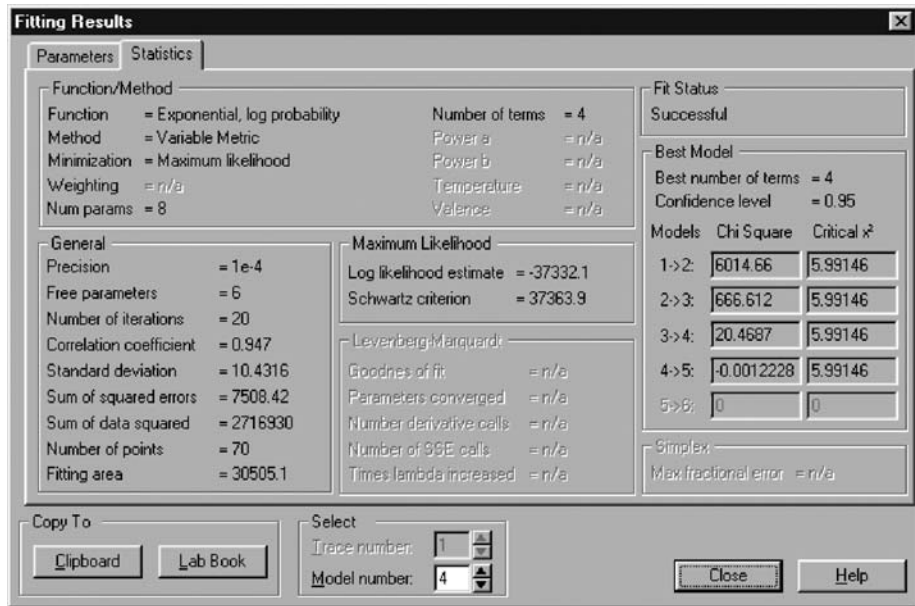 Fitting Results
Parameters
Statistics
Function/Method
Function = Exponential, log probability
Method = Variable Metric
Minimization = Maximum likelihood
Weighting = n/a
Num params = 8
Number of terms = 4
Power a = n/a
Power b = n/a
Temperature = n/a
Valence = n/a
Fit Status
Successful
Best Model
Best number of terms = 4
Confidence level = 0.95
Models Chi Square Critical x²
1->2: 6014.66 5.99146
2->3: 666.612 5.99146
3->4: 20.4687 5.99146
4->5: -0.0012228 5.99146
5->6: 0 0
General
Precision = 1e-4
Free parameters = 6
Number of iterations = 20
Correlation coefficient = 0.947
Standard deviation = 10.4316
Sum of squared errors = 7508.42
Sum of data squared = 2716930
Number of points = 70
Fitting area = 30505.1
Maximum Likelihood
Log likelihood estimate = -37332.1
Schwartz criterion = 37363.9
Levenberg-Marquardt
Goodnes of fit = n/a
Parameters converged = n/a
Number derivative calls = n/a
Number of SSE calls = n/a
Times lambda increased = n/a
Simplex
Max fractional error = n/a
Copy To
Clipboard
Lab Book
Select
Trace number: 1
Model number: 4
Close
Help